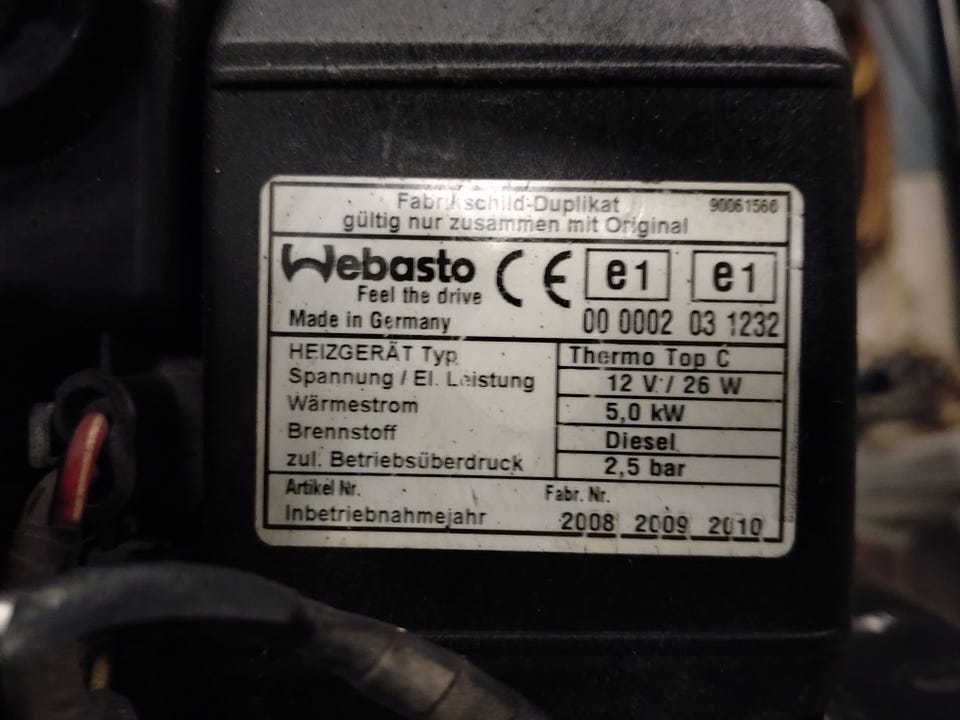 Fabrikschild-Duplikat 90061566
gültig nur zusammen mit Original
Webasto CE e1 e1
Feel the drive
Made in Germany 00 0002 03 1232
HEIZGERÄT Typ Thermo Top C
Spannung / El. Leistung 12 V / 26 W
Wärmestrom 5,0 kW
Brennstoff Diesel
zul. Betriebsüberdruck 2,5 bar
Artikel Nr. Fabr. Nr.
Inbetriebnahmejahr 2008 2009 2010